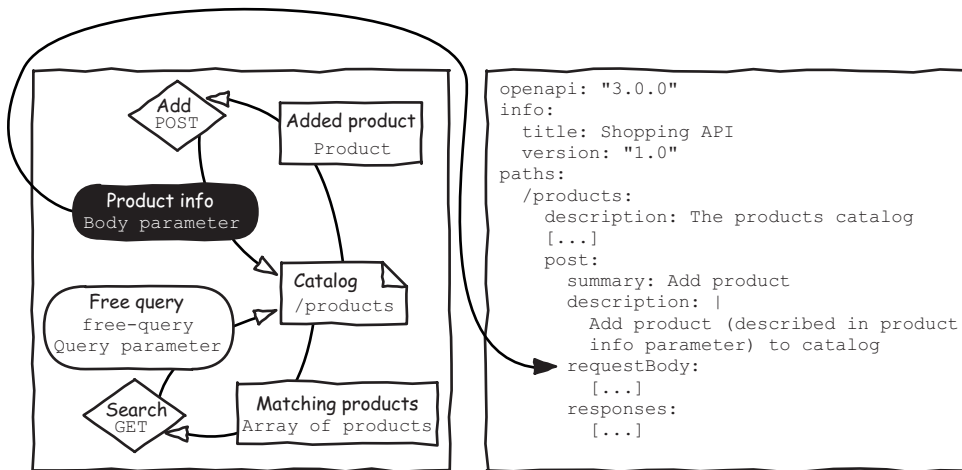 Add
POST
Added product
Product
Product info
Body parameter
Catalog
/products
Free query
free-query
Query parameter
Search
GET
Matching products
Array of products
openapi: "3.0.0"
info:
  title: Shopping API
  version: "1.0"
paths:
  /products:
    description: The products catalog
    [...]
    post:
      summary: Add product
      description: |
        Add product (described in product
        info parameter) to catalog
      requestBody:
        [...]
      responses:
        [...]